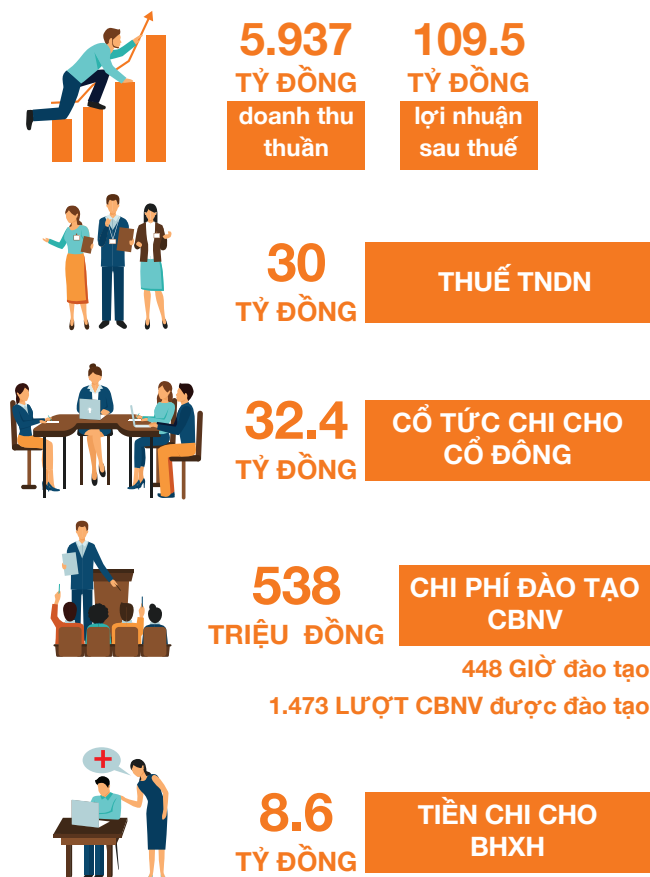 5.937
TỶ ĐỒNG
doanh thu
thuần
109.5
TỶ ĐỒNG
lợi nhuận
sau thuế
30
TỶ ĐỒNG
THUẾ TNDN
32.4
TỶ ĐỒNG
CỔ TỨC CHI CHO
CỔ ĐÔNG
538
TRIỆU ĐỒNG
CHI PHÍ ĐÀO TẠO
CBNV
448 GIỜ đào tạo
1.473 LƯỢT CBNV được đào tạo
8.6
TỶ ĐỒNG
TIỀN CHI CHO
BHXH